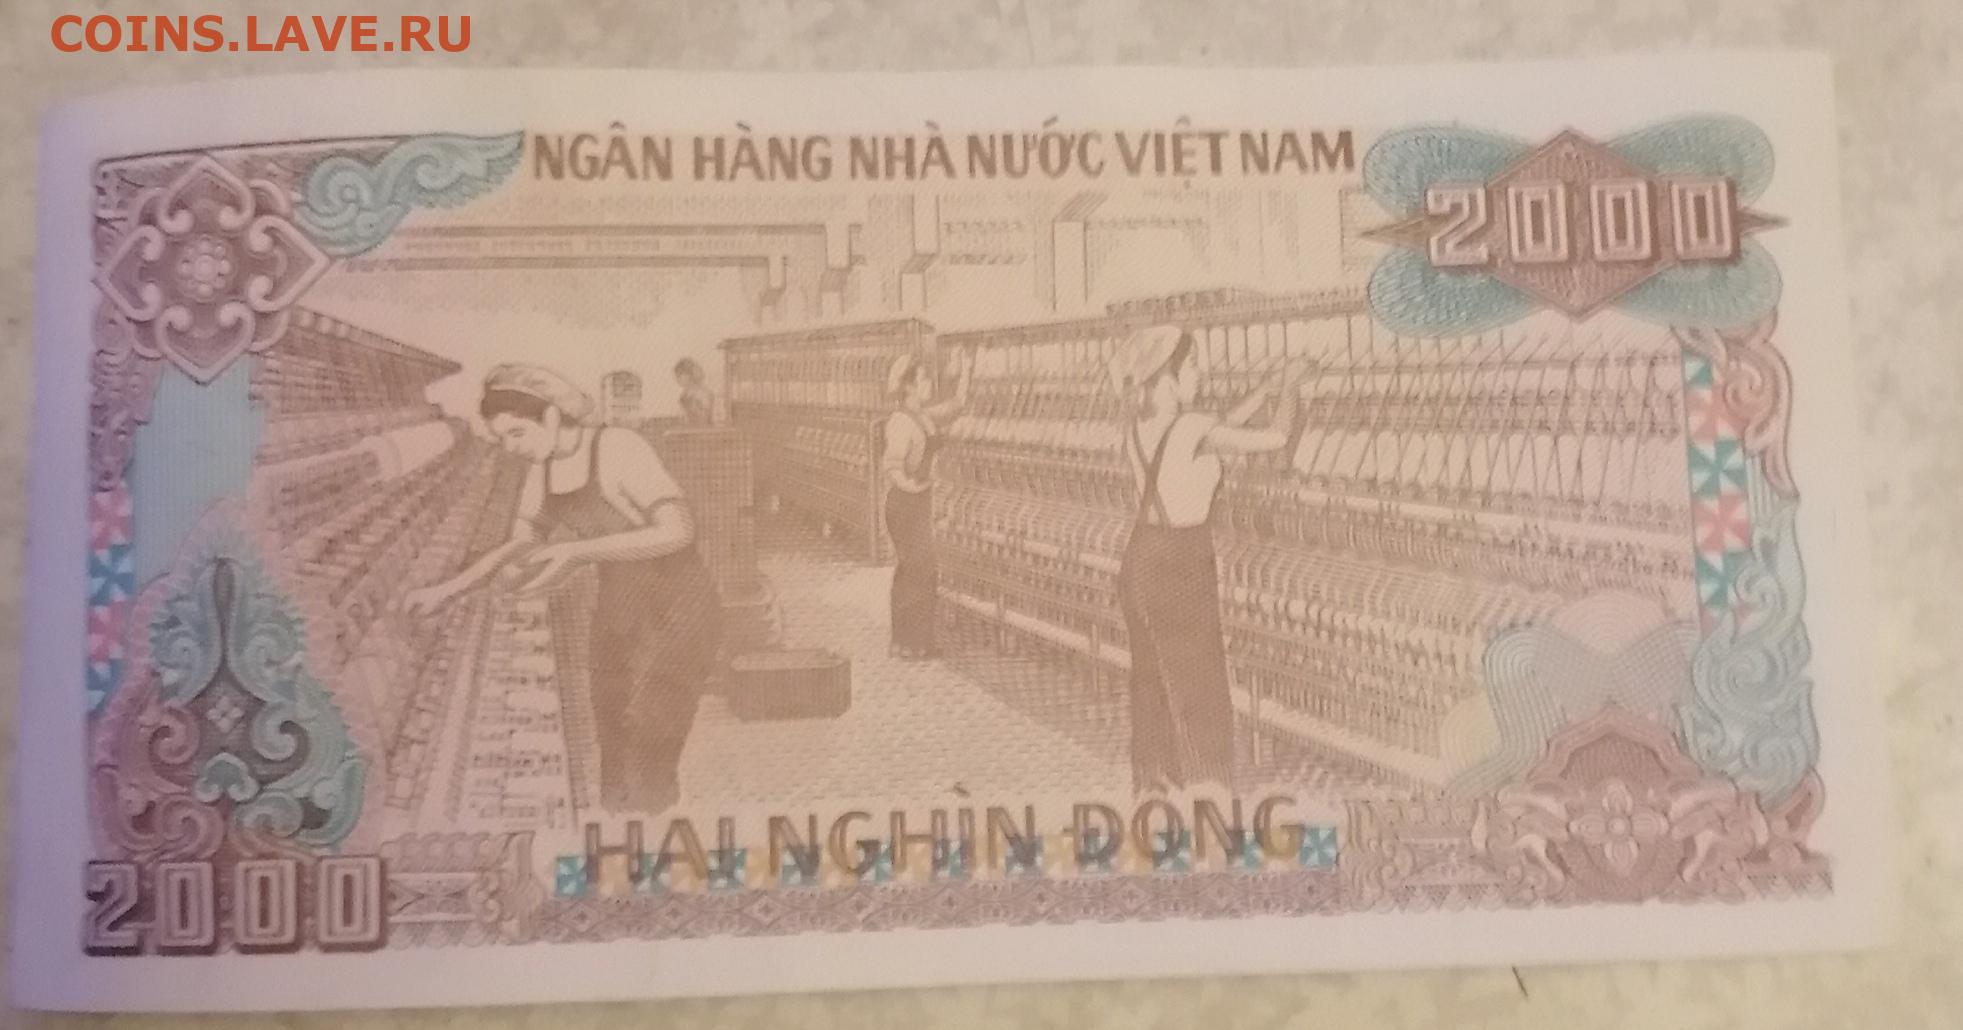 COINS.LAVE.RU
NGÂN HÀNG NHÀ NƯỚC VIỆT NAM
2000
HAI NGHÌN ĐỒNG
2000